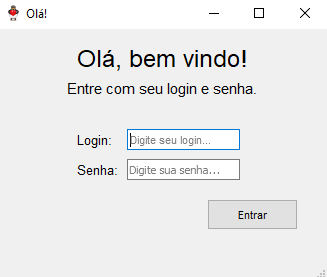 Olá!
Olá, bem vindo!
Entre com seu login e senha.
Login: Digite seu login...
Senha: Digite sua senha...
Entrar